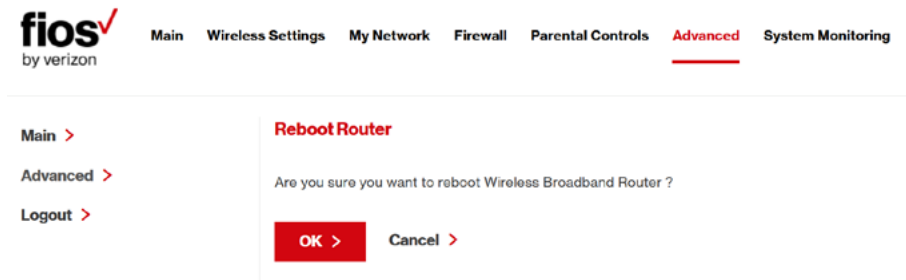 fios
by verizon
Main Wireless Settings My Network Firewall Parental Controls Advanced System Monitoring
Main >
Advanced >
Logout >
Reboot Router
Are you sure you want to reboot Wireless Broadband Router ?
OK > Cancel >